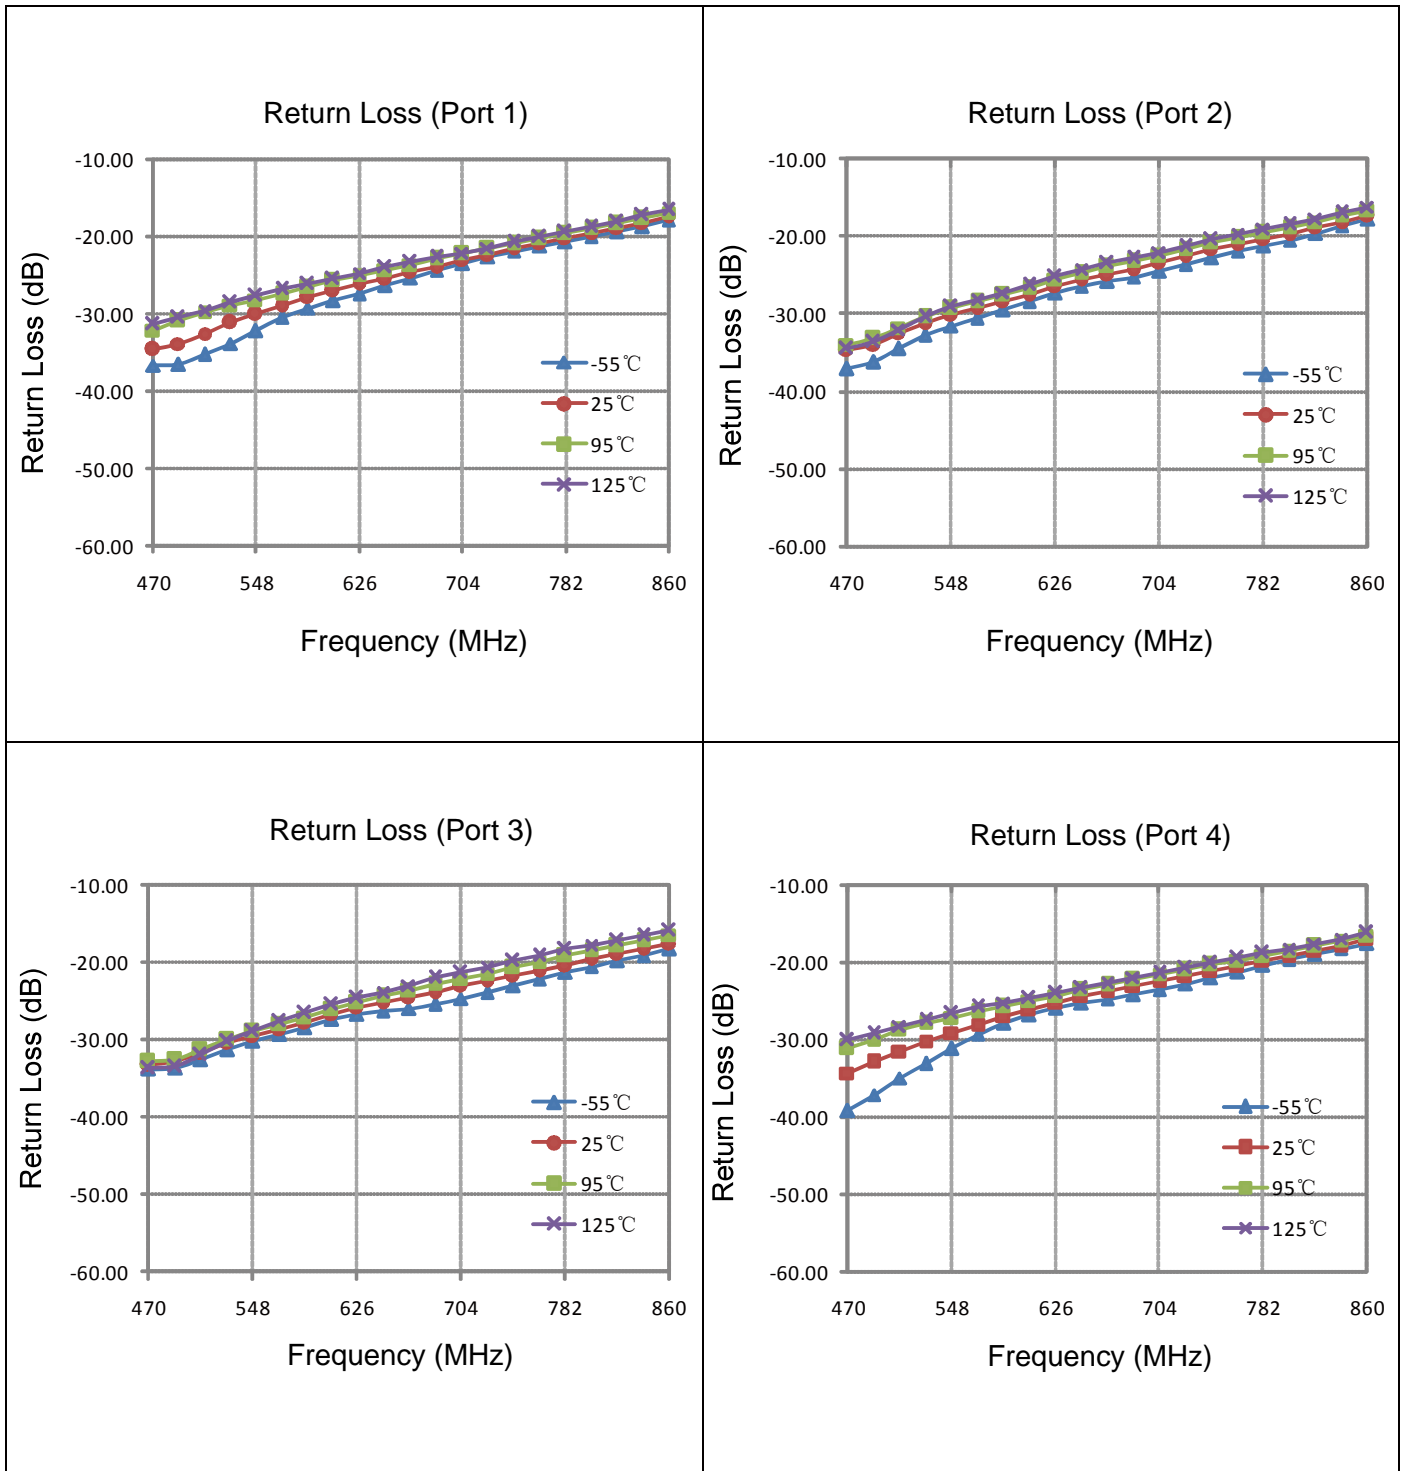 Return Loss (Port 1)
Return Loss (dB)
-10.00
-20.00
-30.00
-40.00
-50.00
-60.00
-55℃
25℃
95℃
125℃
470 548 626 704 782 860
Frequency (MHz)
Return Loss (Port 2)
Return Loss (dB)
-10.00
-20.00
-30.00
-40.00
-50.00
-60.00
-55℃
25℃
95℃
125℃
470 548 626 704 782 860
Frequency (MHz)
Return Loss (Port 3)
Return Loss (dB)
-10.00
-20.00
-30.00
-40.00
-50.00
-60.00
-55℃
25℃
95℃
125℃
470 548 626 704 782 860
Frequency (MHz)
Return Loss (Port 4)
Return Loss (dB)
-10.00
-20.00
-30.00
-40.00
-50.00
-60.00
-55℃
25℃
95℃
125℃
470 548 626 704 782 860
Frequency (MHz)